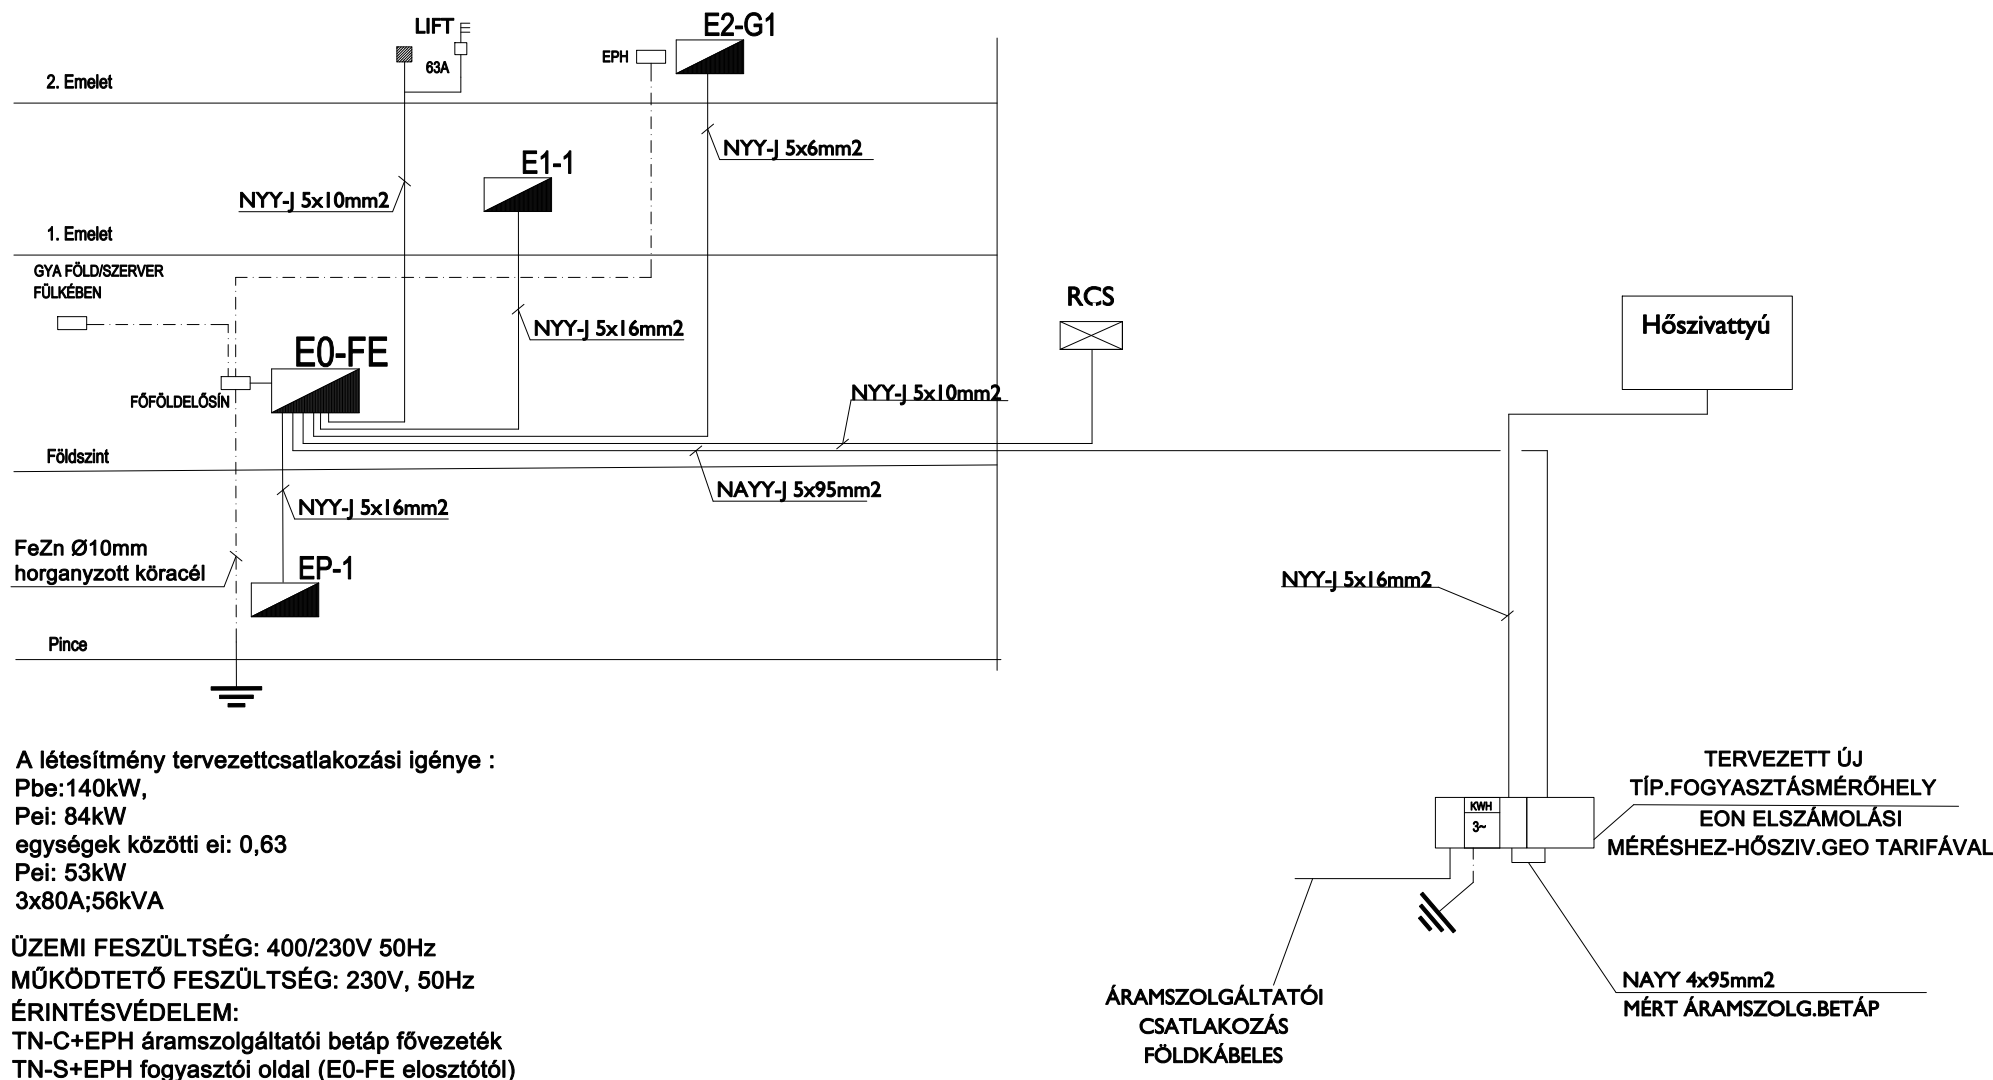 LIFT
63A
E2-G1
EPH
2. Emelet
NYY-J 5x6mm2
E1-1
NYY-J 5x10mm2
1. Emelet
GYA FÖLD/SZERVER
FÜLKÉBEN
RCS
Hőszivattyú
NYY-J 5x16mm2
E0-FE
FŐFÖLDELŐSÍN
NYY-J 5x10mm2
Földszint
NAYY-J 5x95mm2
NYY-J 5x16mm2
FeZn Ø10mm
horganyzott köracél
EP-1
NYY-J 5x16mm2
Pince
A létesítmény tervezettcsatlakozási igénye :
Pbe:140kW,
Pei: 84kW
egységek közötti ei: 0,63
Pei: 53kW
3x80A;56kVA
ÜZEMI FESZÜLTSÉG: 400/230V 50Hz
MŰKÖDTETŐ FESZÜLTSÉG: 230V, 50Hz
ÉRINTÉSVÉDELEM:
TN-C+EPH áramszolgáltatói betáp fővezeték
TN-S+EPH fogyasztói oldal (E0-FE elosztótól)
KWH
3~
TERVEZETT ÚJ
TÍP.FOGYASZTÁSMÉRŐHELY
EON ELSZÁMOLÁSI
MÉRÉSHEZ-HŐSZIV.GEO TARIFÁVAL
ÁRAMSZOLGÁLTATÓI
CSATLAKOZÁS
FÖLDKÁBELES
NAYY 4x95mm2
MÉRT ÁRAMSZOLG.BETÁP